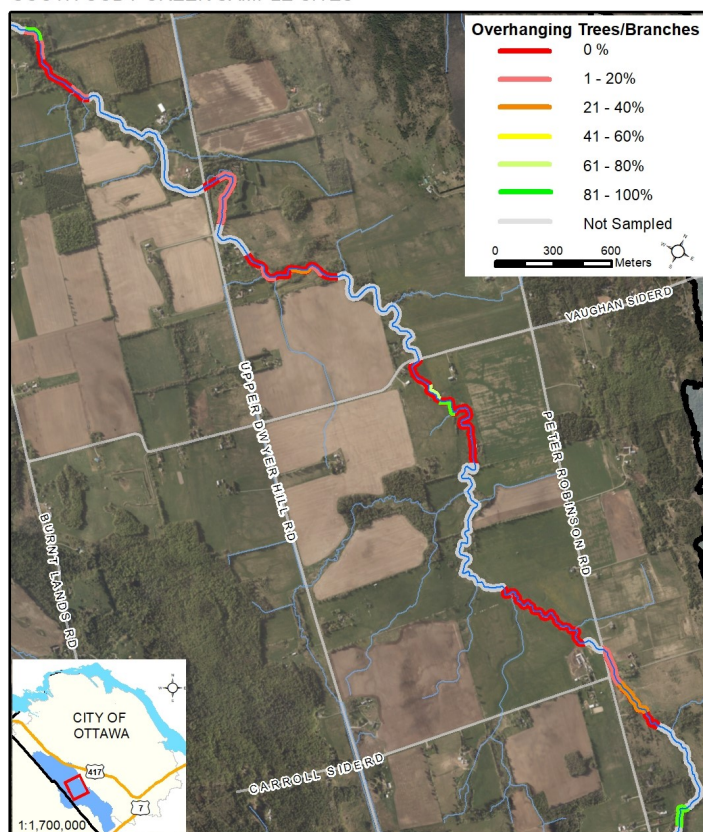 Overhanging Trees/Branches
0 %
1 - 20%
21 - 40%
41 - 60%
61 - 80%
81 - 100%
Not Sampled
0 300 600
Meters
VAUGHAN SIDERD
UPPER DWYER HILL RD
PETER ROBINSON RD
BURNT LANDS RD
CARROLL SIDERD
CITY OF
OTTAWA
417
7
1:1,700,000